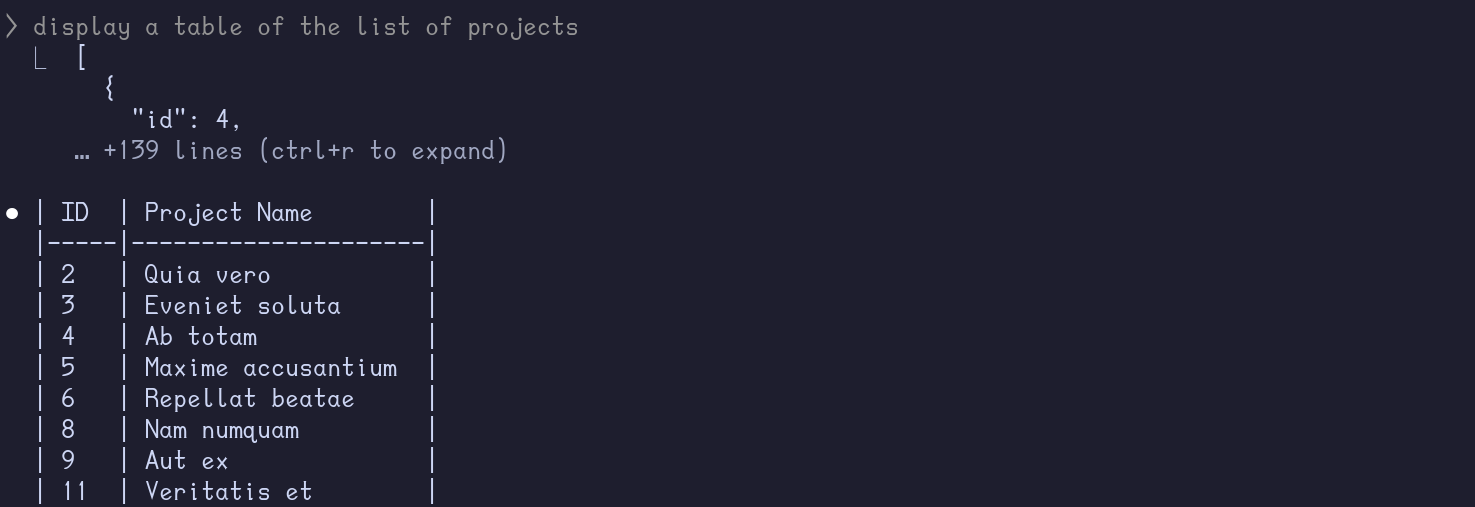 > display a table of the list of projects
⎿  [
     {
       "id": 4,
   … +139 lines (ctrl+r to expand)
● | ID  | Project Name        |
  |-----|---------------------|
  | 2   | Quia vero           |
  | 3   | Eveniet soluta      |
  | 4   | Ab totam            |
  | 5   | Maxime accusantium  |
  | 6   | Repellat beatae     |
  | 8   | Nam numquam         |
  | 9   | Aut ex              |
  | 11  | Veritatis et        |